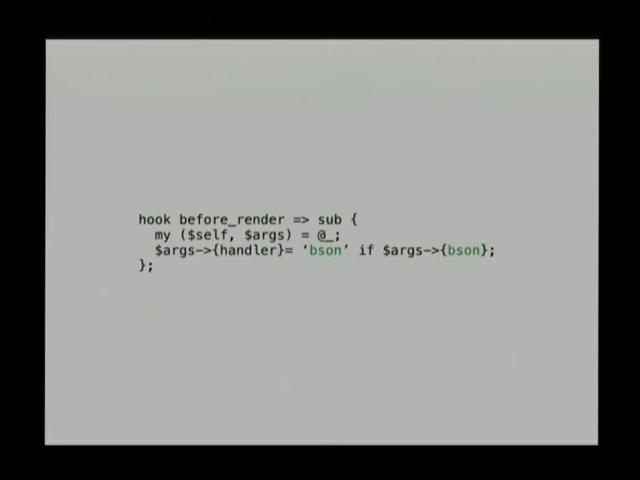 hook before_render => sub {
my ($self, $args) = @_;
$args->{handler}= ‘bson’ if $args->{bson};
};